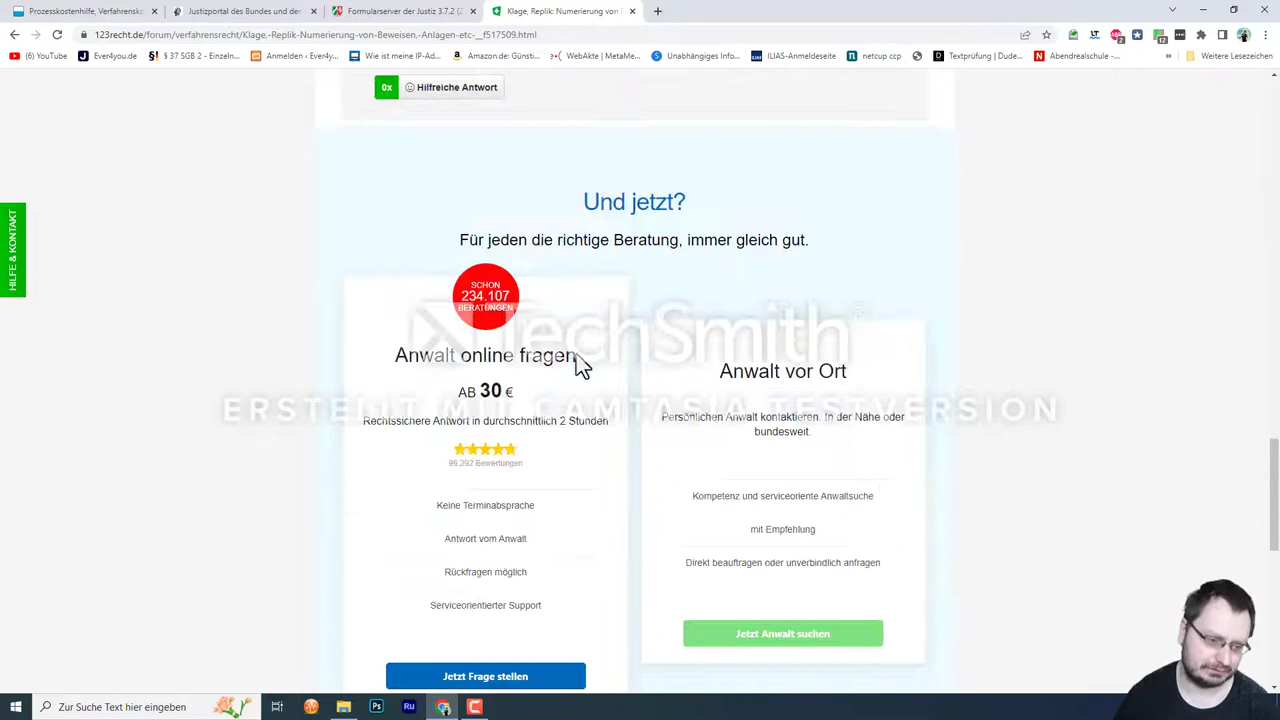 Prozesskostenhilfe, Verfahrenskos
Justizportal des Bundes und der
Formularserver der Justiz 3.7.2 (
Klage, Replik: Numerierung von
123recht.de/forum/verfahrensrecht/Klage,-Replik-Numerierung-von-Beweisen-Anlagen-etc-__f517509.html
(6) YouTube
Ever4you.de
§ 37 SGB 2 - Einzeln...
Anmelden ‹ Ever4y...
Wie ist meine IP-Ad...
Amazon.de: Günsti...
WebAkte | MetaMe...
Unabhängiges Info...
ILIAS-Anmeldeseite
netcup ccp
Textprüfung | Dude...
Abendrealschule -...
»
Weitere Lesezeichen
0x Hilfreiche Antwort
HILFE & KONTAKT
Und jetzt?
Für jeden die richtige Beratung, immer gleich gut.
SCHON
234.107
BERATUNGEN
TechSmith
Anwalt online fragen
AB 30 €
ERSTELLT MIT CAMTASIA TESTVERSION
Rechtssichere Antwort in durchschnittlich 2 Stunden
96.292 Bewertungen
Keine Terminabsprache
Antwort vom Anwalt
Rückfragen möglich
Serviceorientierter Support
Jetzt Frage stellen
Anwalt vor Ort
Persönlichen Anwalt kontaktieren. In der Nähe oder
bundesweit.
Kompetenz und serviceoriente Anwaltsuche
mit Empfehlung
Direkt beauftragen oder unverbindlich anfragen
Jetzt Anwalt suchen
Zur Suche Text hier eingeben
Ps
Ru